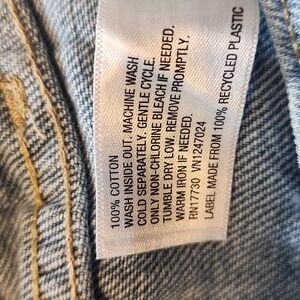 100% COTTON
WASH INSIDE OUT. MACHINE WASH
COLD SEPARATELY. GENTLE CYCLE.
ONLY NON-CHLORINE BLEACH IF NEEDED.
TUMBLE DRY LOW. REMOVE PROMPTLY.
WARM IRON IF NEEDED.
RN17730 VN1247024
LABEL MADE FROM 100% RECYCLED PLASTIC